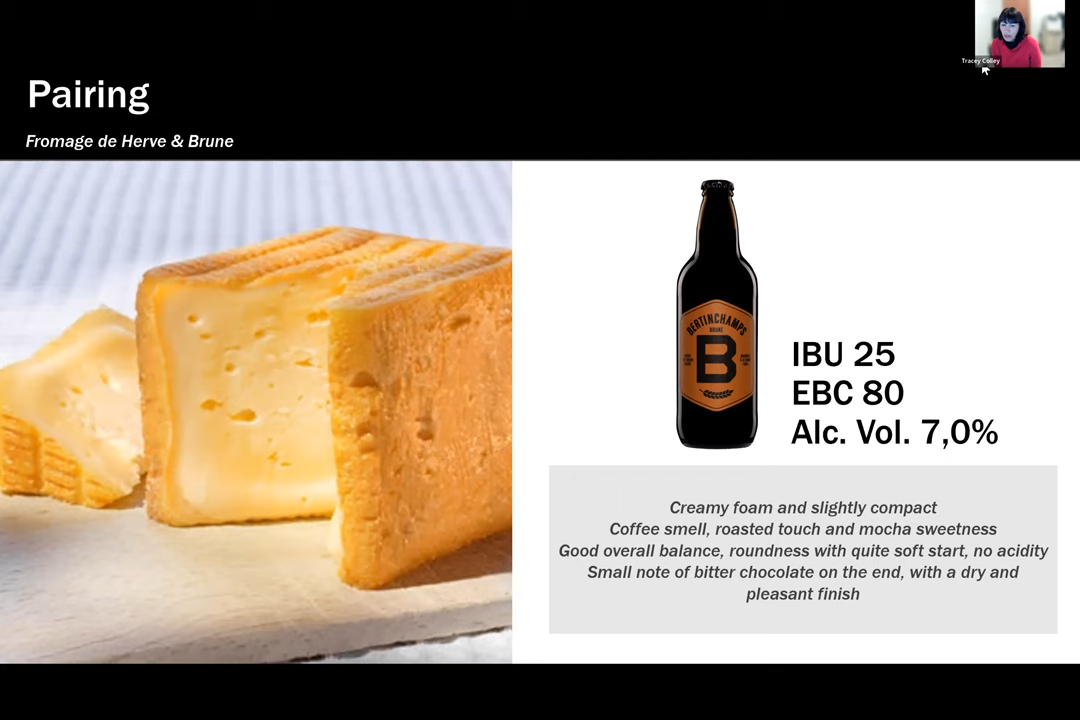 Tracey Colley
Pairing
Fromage de Herve & Brune
BERTINCHAMPS
BRUNE
B
IBU 25
EBC 80
Alc. Vol. 7,0%
Creamy foam and slightly compact
Coffee smell, roasted touch and mocha sweetness
Good overall balance, roundness with quite soft start, no acidity
Small note of bitter chocolate on the end, with a dry and
pleasant finish